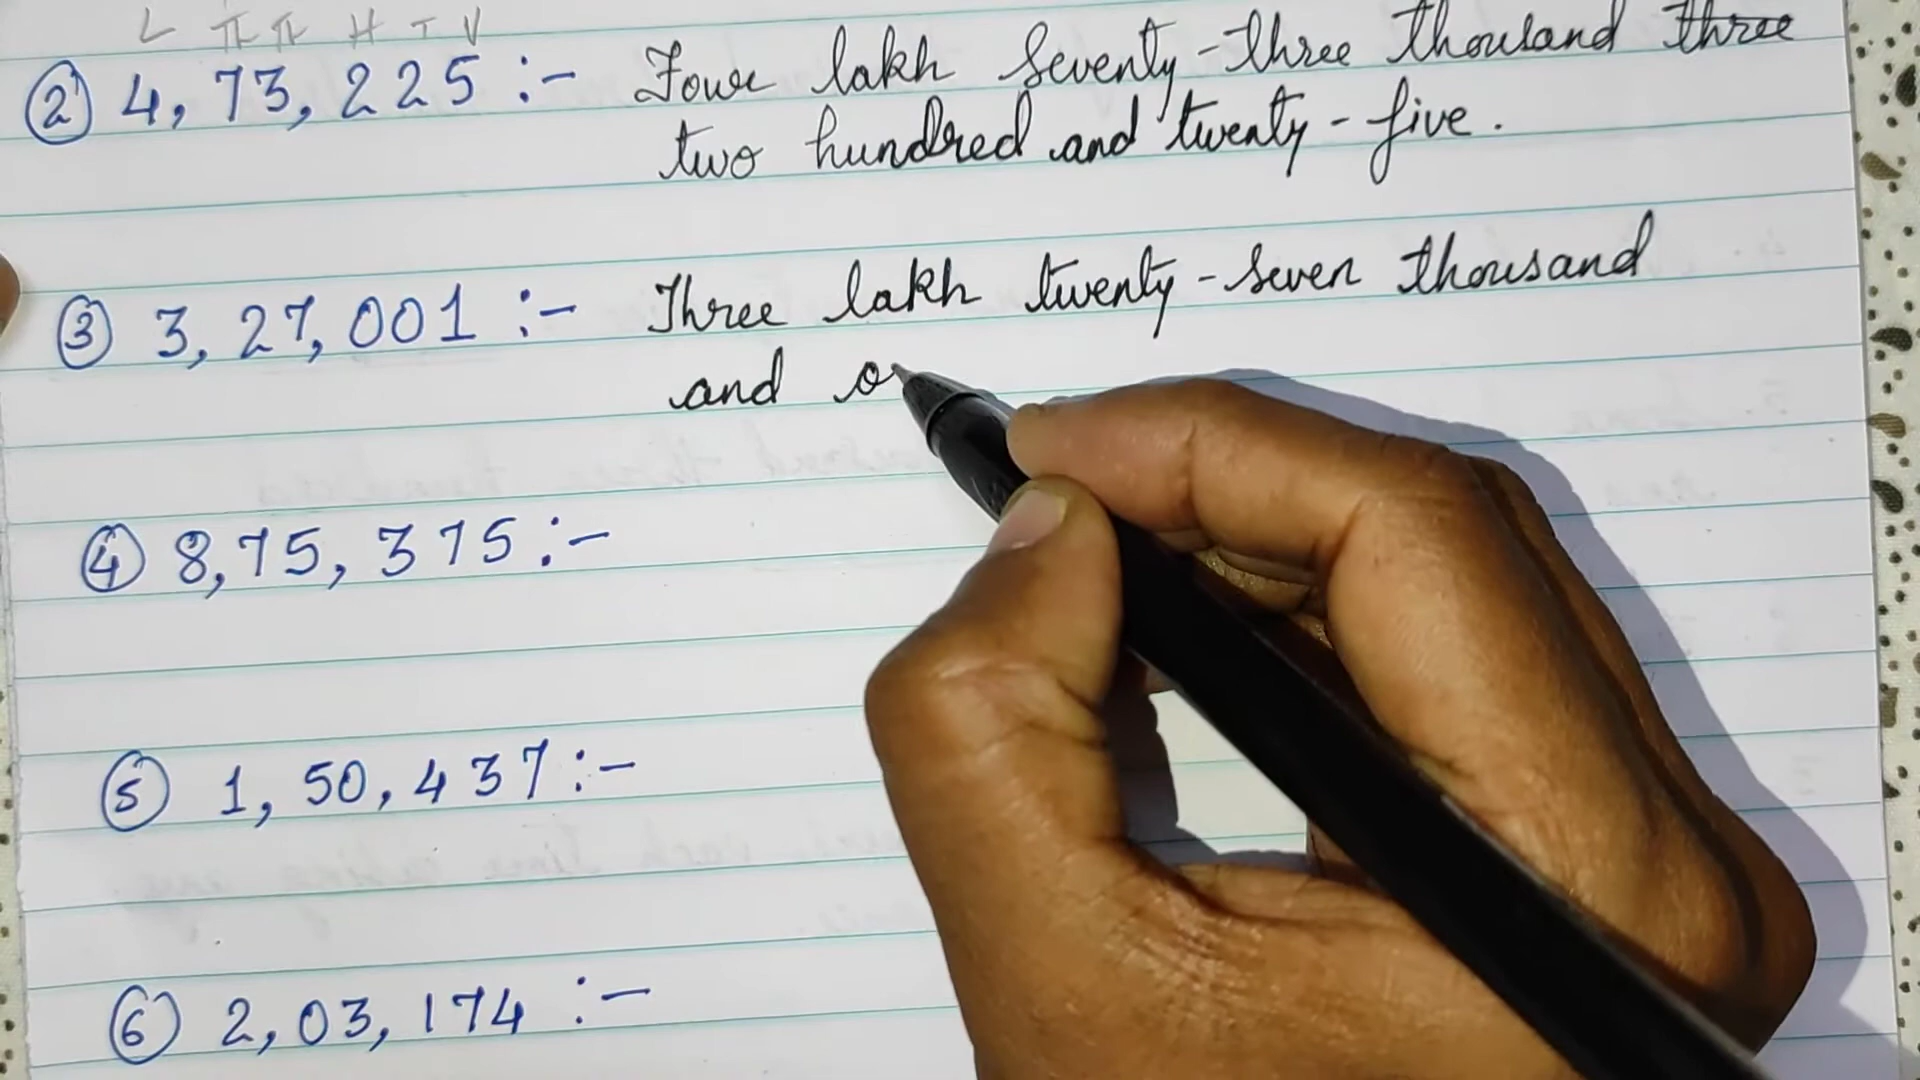 L TTh Th H T U
② 4, 73, 225 :- Four lakh seventy-three thousand three
two hundred and twenty-five.
③ 3, 27, 001 :- Three lakh twenty-seven thousand
and o
④ 8,75, 375 :-
⑤ 1, 50, 437 :-
⑥ 2, 03, 174 :-